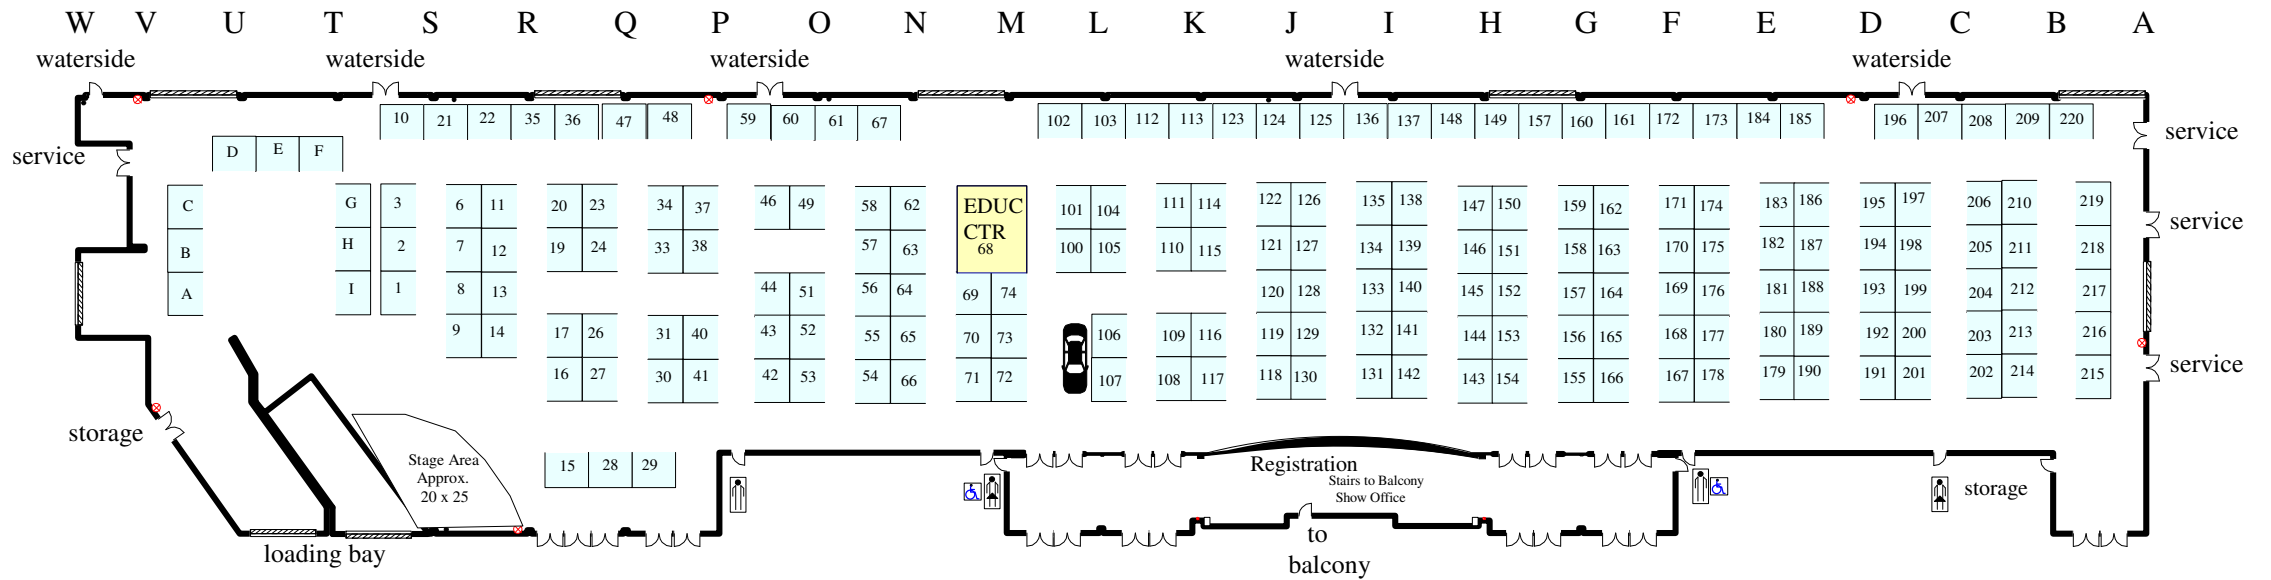 W V U T S R Q P O N M L K J I H G F E D C B A
waterside waterside waterside waterside waterside
10 21 22 35 36 47 48 59 60 61 67 102 103 112 113 123 124 125 136 137 148 149 157 160 161 172 173 184 185 196 207 208 209 220
service
service
D E F
C G 3 6 11 20 23 34 37 46 49 58 62 EDUC 101 104 111 114 122 126 135 138 147 150 159 162 171 174 183 186 195 197 206 210 219
CTR
service
B H 2 7 12 19 24 33 38 57 63 68 100 105 110 115 121 127 134 139 146 151 158 163 170 175 182 187 194 198 205 211 218
A I 1 8 13 44 51 56 64 69 74 120 128 133 140 145 152 157 164 169 176 181 188 193 199 204 212 217
9 14 17 26 31 40 43 52 55 65 70 73 106 109 116 119 129 132 141 144 153 156 165 168 177 180 189 192 200 203 213 216
service
16 27 30 41 42 53 54 66 71 72 107 108 117 118 130 131 142 143 154 155 166 167 178 179 190 191 201 202 214 215
storage
Stage Area
Approx.
20 x 25
15 28 29
Registration
Stairs to Balcony
Show Office
storage
loading bay
to
balcony